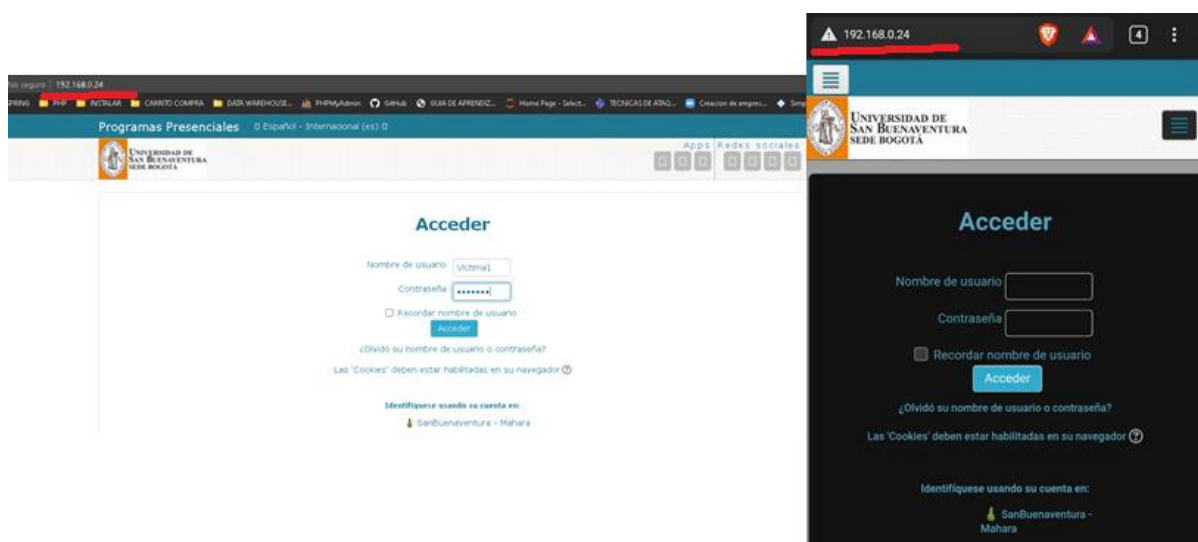 192.168.0.24
PHP
INSTALAR
CARRITO COMPRA
DATA WAREHOUSE...
PHPMyAdmin
GitHub
GUIA DE APRENDIZ...
Home Page - Select...
TECNICAS DE ATAQ...
Creacion de empres...
Programas Presenciales Español - Internacional (es)
UNIVERSIDAD DE
SAN BUENAVENTURA
SEDE BOGOTÁ
Apps Redes sociales
Acceder
Nombre de usuario Victima1
Contraseña •••••••
Recordar nombre de usuario
Acceder
¿Olvidó su nombre de usuario o contraseña?
Las 'Cookies' deben estar habilitadas en su navegador
Identifíquese usando su cuenta en:
SanBuenaventura - Mahara
192.168.0.24
4
UNIVERSIDAD DE
SAN BUENAVENTURA
SEDE BOGOTÁ
Acceder
Nombre de usuario
Contraseña
Recordar nombre de usuario
Acceder
¿Olvidó su nombre de usuario o contraseña?
Las 'Cookies' deben estar habilitadas en su navegador
Identifíquese usando su cuenta en:
SanBuenaventura -
Mahara